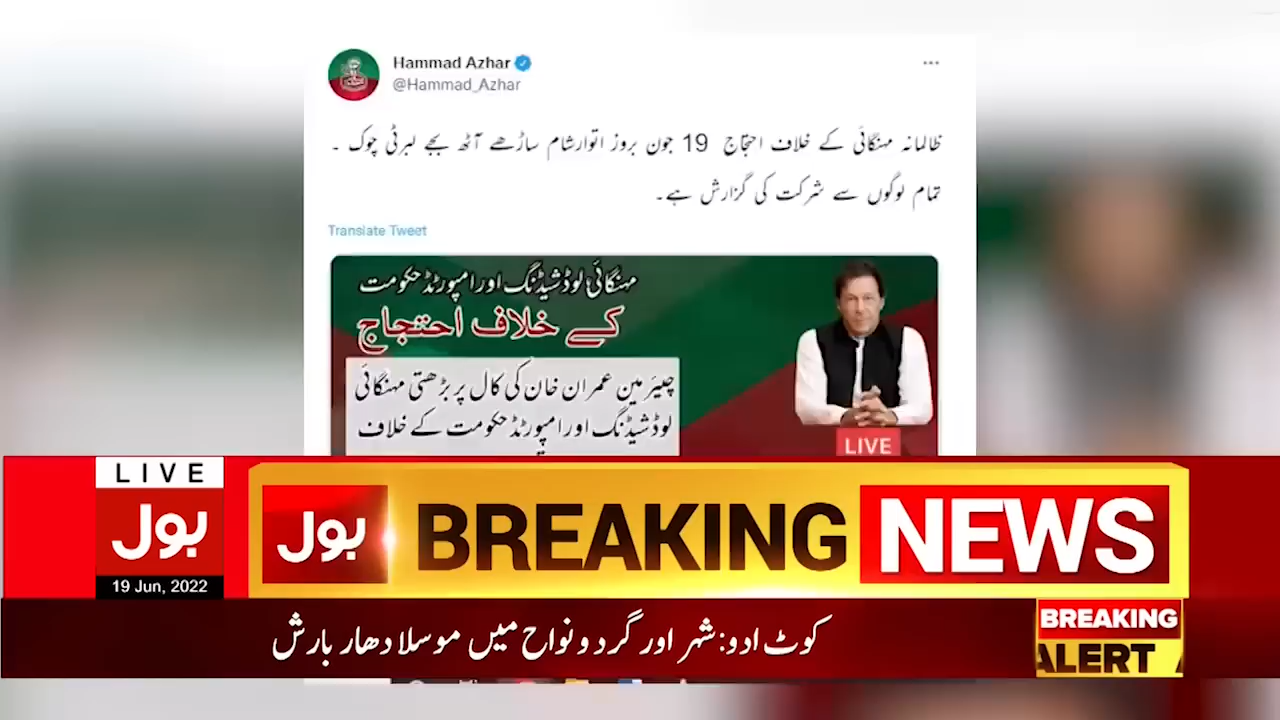 Hammad Azhar
@Hammad_Azhar
ظالمانہ مہنگائی کے خلاف احتجاج 19 جون بروز اتوارشام ساڑھے آٹھ بجے لبرٹی چوک ۔
تمام لوگوں سے شرکت کی گزارش ہے۔
Translate Tweet
مہنگائی لوڈشیڈنگ اور امپورٹڈ حکومت
کے خلاف احتجاج
چیئرمین عمران خان کی کال پر بڑھتی مہنگائی
لوڈشیڈنگ اور امپورٹڈ حکومت کے خلاف
LIVE
LIVE
بول
19 Jun, 2022
بول
BREAKING NEWS
کوٹ ادو: شہر اور گرد و نواح میں موسلا دھار بارش
BREAKING
ALERT